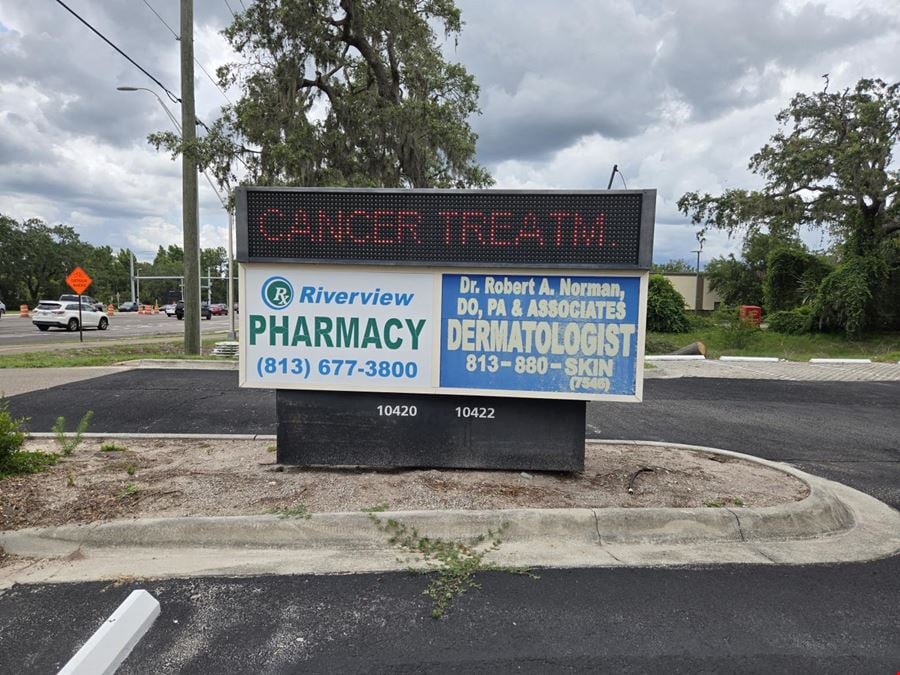 CANCER TREATM.
Rx Riverview
PHARMACY
(813) 677-3800
Dr. Robert A. Norman,
DO, PA & ASSOCIATES
DERMATOLOGIST
813-880-SKIN
(7546)
10420 10422